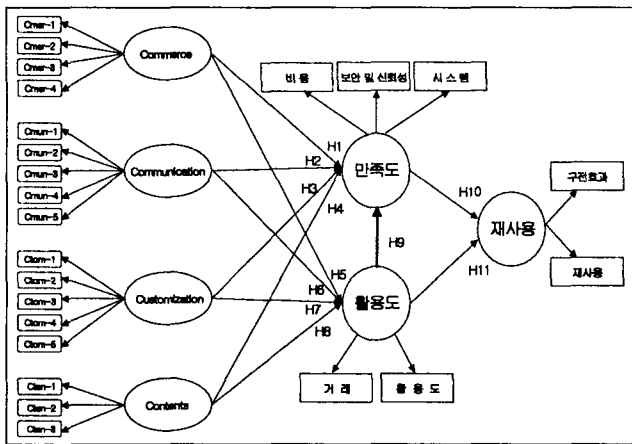 Cmer-1
Cmer-2
Cmer-3
Cmer-4
Commerce
Cmun-1
Cmun-2
Cmun-3
Cmun-4
Cmun-5
Communication
Ctom-1
Ctom-2
Ctom-3
Ctom-4
Ctom-5
Customization
Cten-1
Cten-2
Cten-3
Contents
비 용
보안 및 신뢰성
시 스 템
H1
H2
H3
H4
만족도
H5
H6
H7
H8
활용도
H9
H10
H11
재사용
구전효과
재사용
거 래
활 용 도